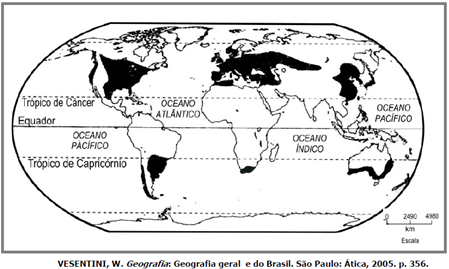 Trópico de Câncer
OCEANO
ATLÂNTICO
OCEANO
PACÍFICO
Equador
OCEANO
PÁCÍFICO
OCEANO
ÍNDICO
Trópico de Capricórnio
0 2490 4980
km
Escala
VESENTINI, W. Geografia: Geografia geral e do Brasil. São Paulo: Ática, 2005. p. 356.